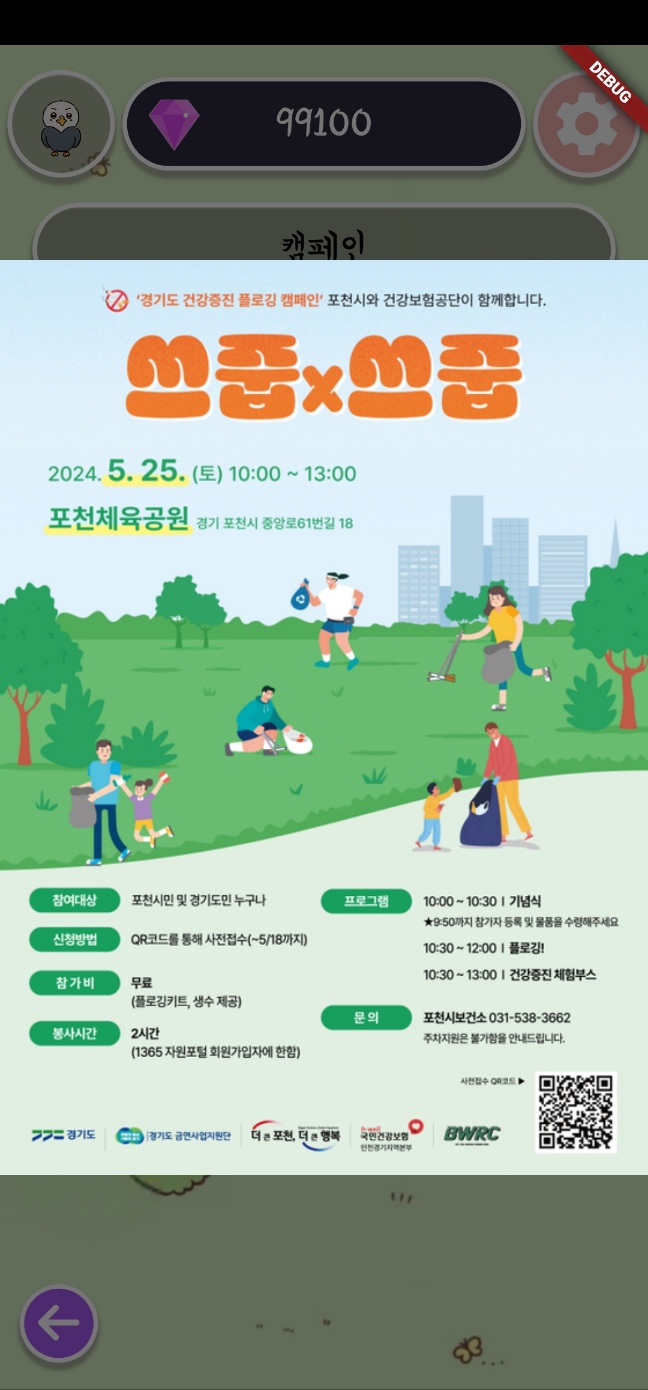 DEBUG
99100
캠페인
'경기도 건강증진 플로깅 캠페인' 포천시와 건강보험공단이 함께합니다.
쓰줍x쓰줍
2024. 5. 25. (토) 10:00 ~ 13:00
포천체육공원 경기 포천시 중앙로61번길 18
참여대상 포천시민 및 경기도민 누구나
신청방법 QR코드를 통해 사전접수(~5/18까지)
참 가 비 무료
(플로깅키트, 생수 제공)
봉사시간 2시간
(1365 자원포털 회원가입자에 한함)
프로그램 10:00 ~ 10:30 I 기념식
★9:50까지 참가자 등록 및 물품을 수령해주세요
10:30 ~ 12:00 I 플로깅!
10:30 ~ 13:00 I 건강증진 체험부스
문 의 포천시보건소 031-538-3662
주차지원은 불가함을 안내드립니다.
사전접수 QR코드 ▶
경기도
경기도 금연사업지원단
더 큰 포천, 더 큰 행복
h-well
국민건강보험
인천경기지역본부
BWRC